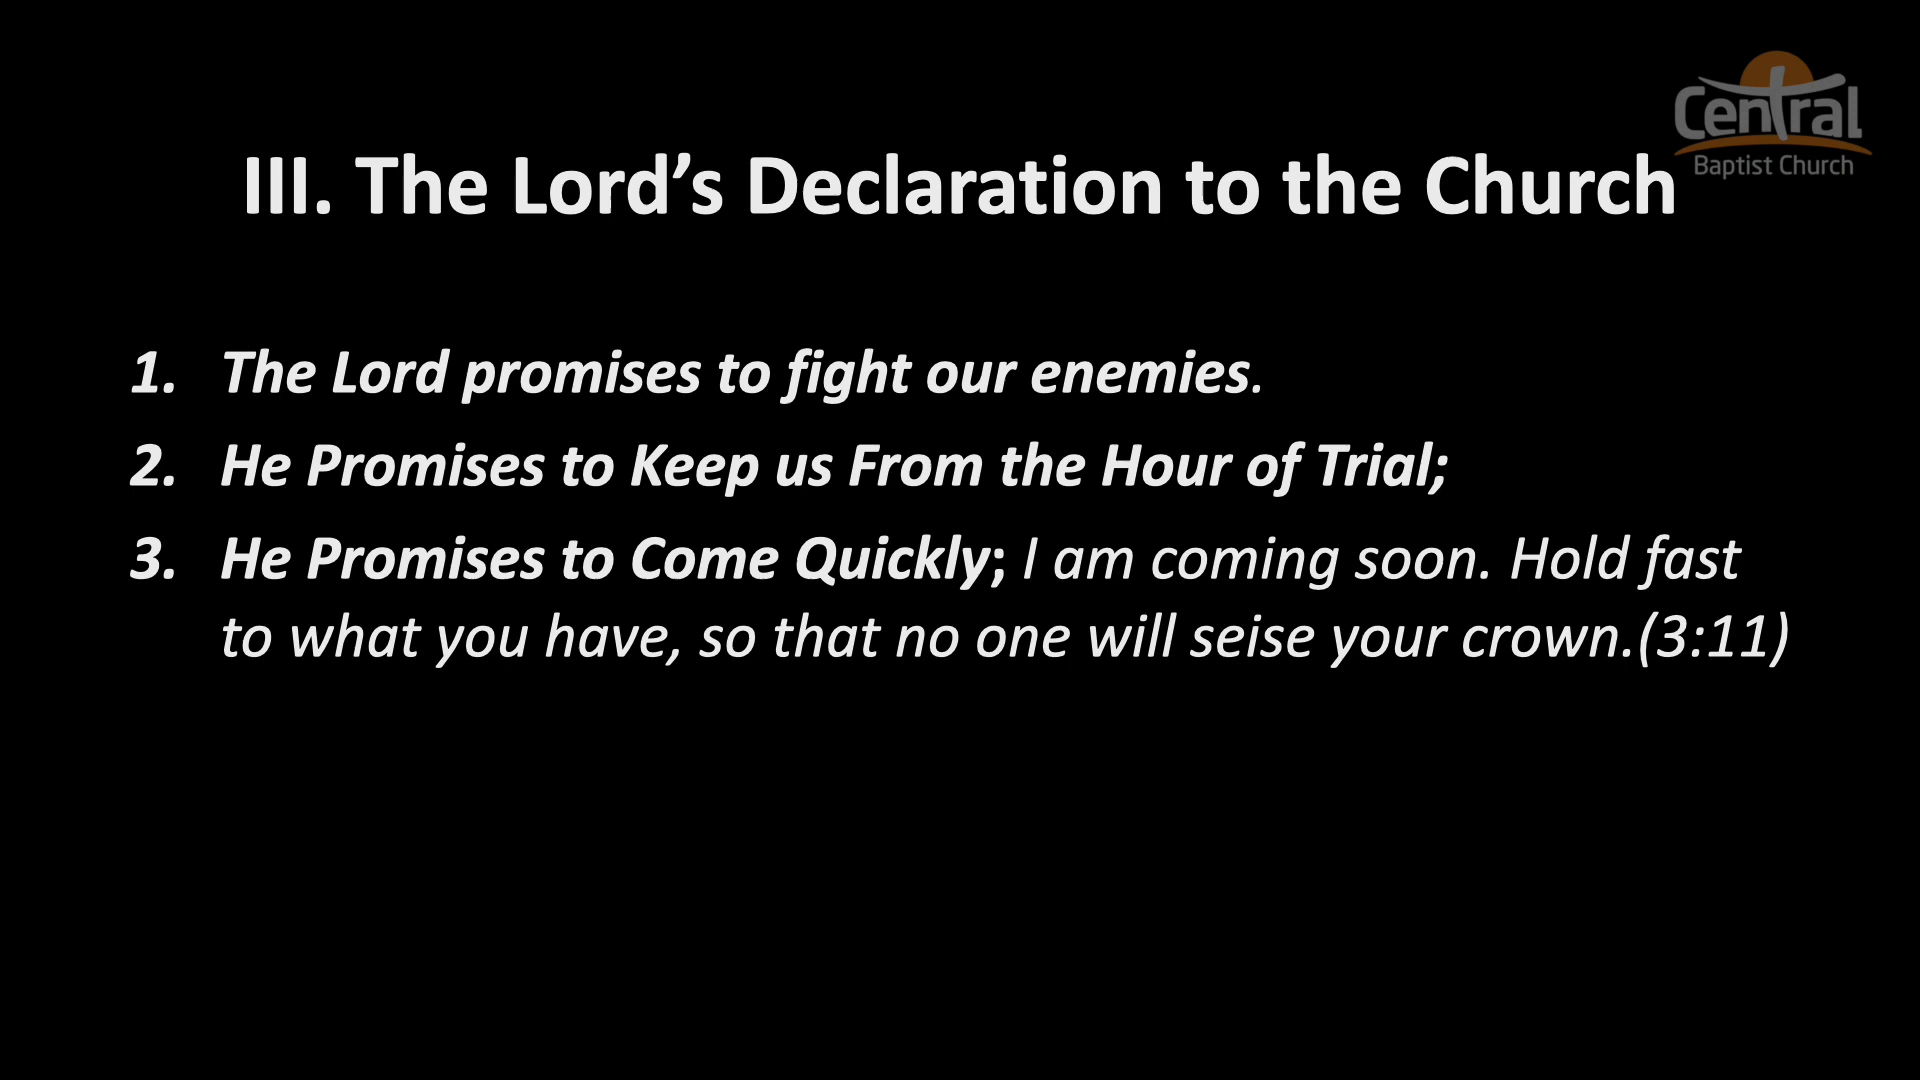 Central
Baptist Church
III. The Lord’s Declaration to the Church
1. The Lord promises to fight our enemies.
2. He Promises to Keep us From the Hour of Trial;
3. He Promises to Come Quickly; I am coming soon. Hold fast
to what you have, so that no one will seise your crown.(3:11)